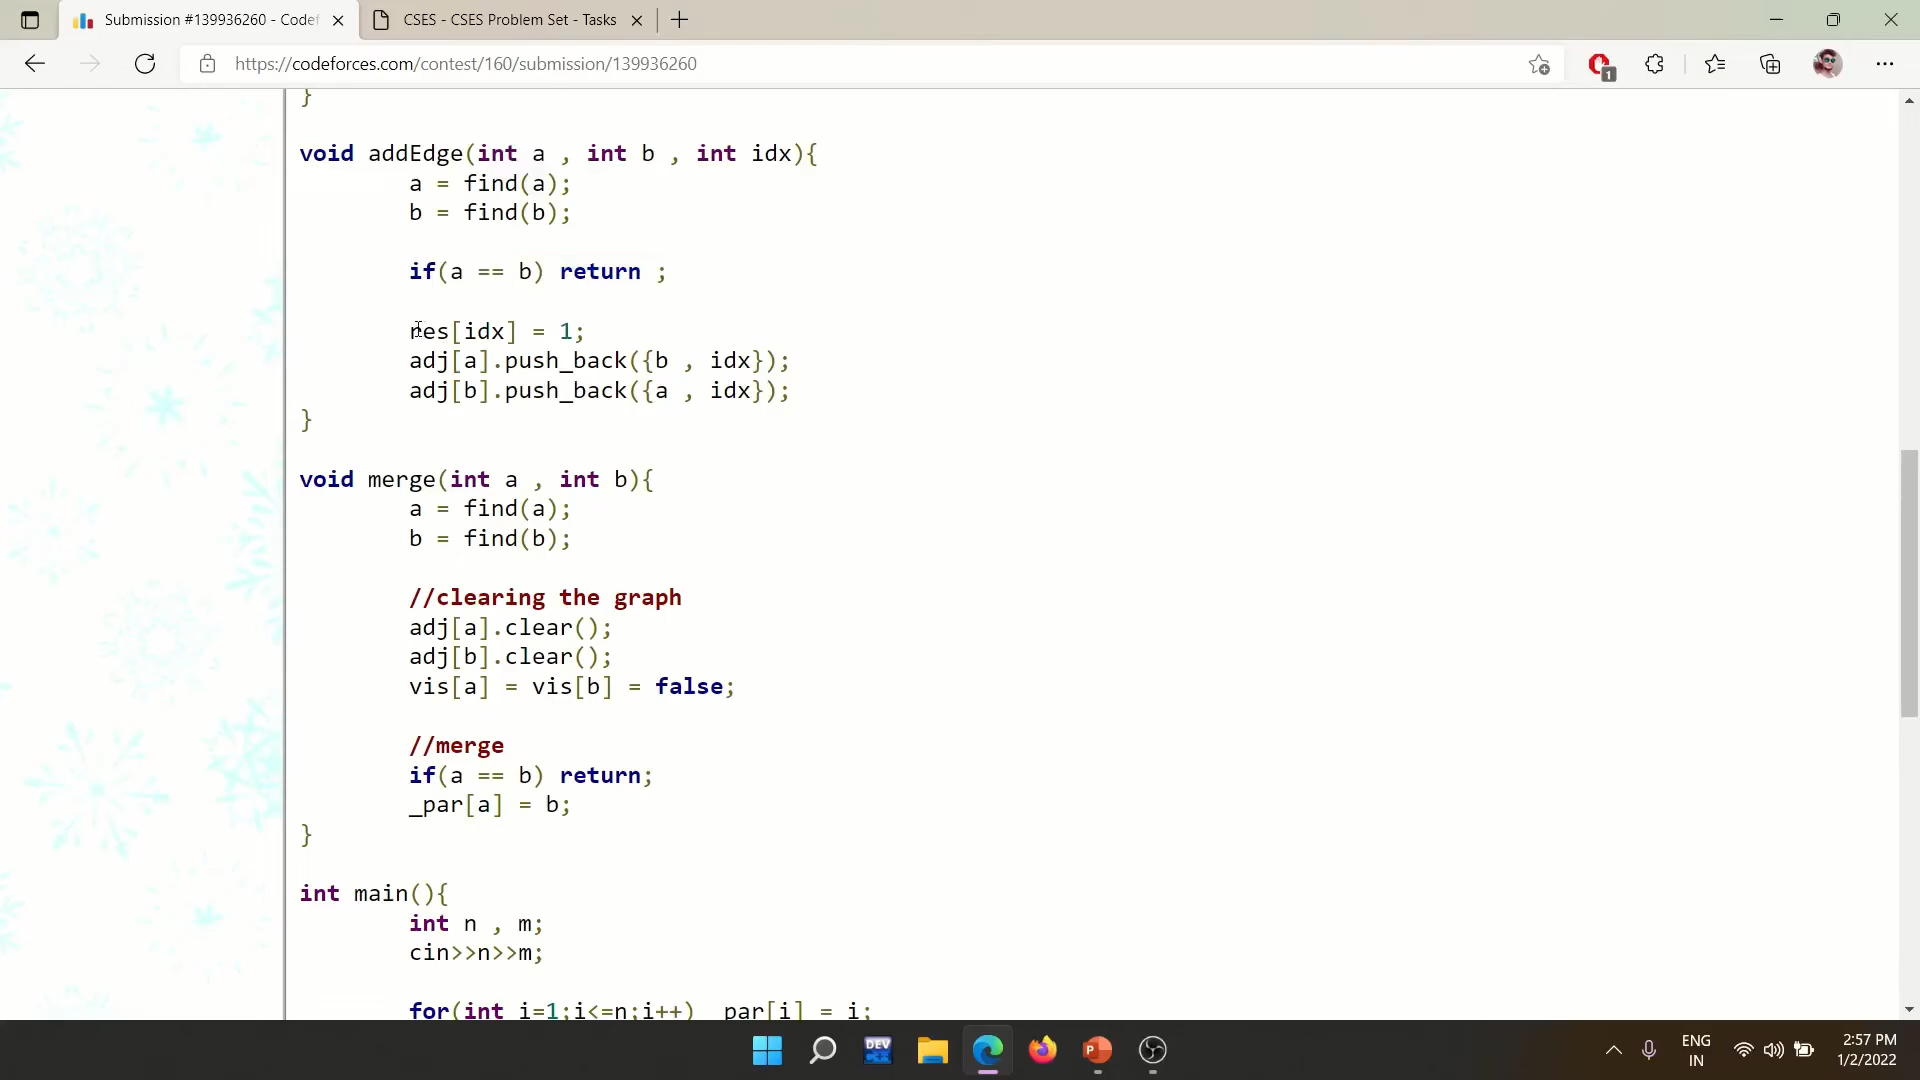 Submission #139936260 - Codef
CSES - CSES Problem Set - Tasks
https://codeforces.com/contest/160/submission/139936260
1
}
void addEdge(int a , int b , int idx){
a = find(a);
b = find(b);
if(a == b) return ;
res[idx] = 1;
adj[a].push_back({b , idx});
adj[b].push_back({a , idx});
}
void merge(int a , int b){
a = find(a);
b = find(b);
//clearing the graph
adj[a].clear();
adj[b].clear();
vis[a] = vis[b] = false;
//merge
if(a == b) return;
_par[a] = b;
}
int main(){
int n , m;
cin>>n>>m;
for(int i=1;i<=n;i++) _par[i] = i;
DEV
P
ENG
IN
2:57 PM
1/2/2022